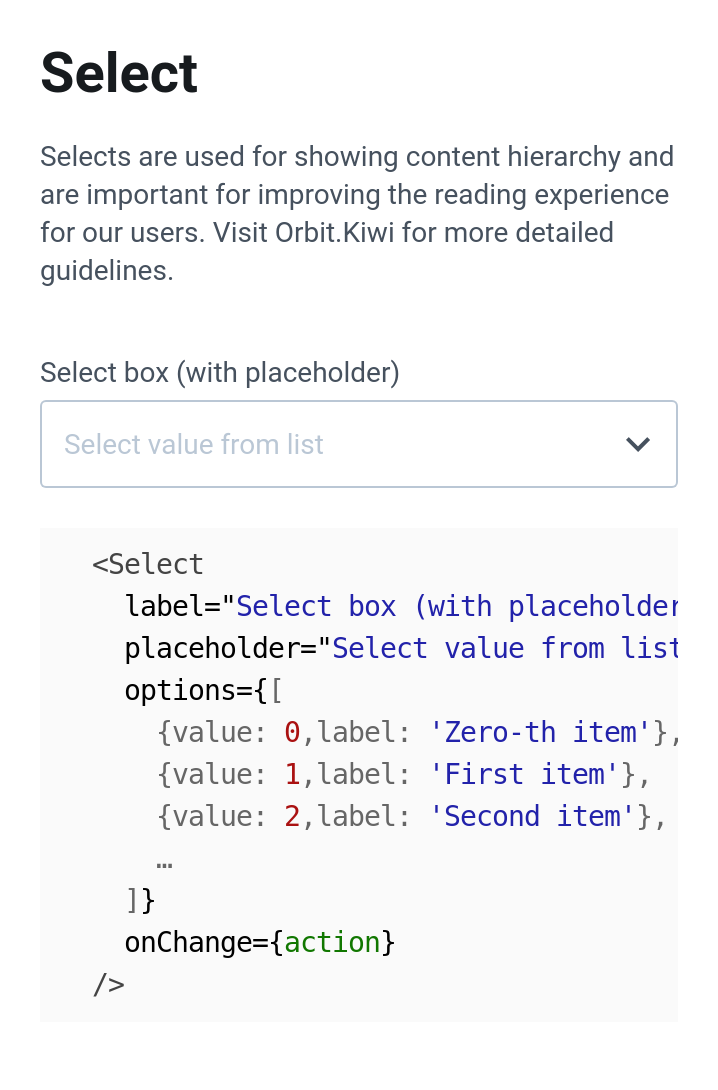 Select
Selects are used for showing content hierarchy and
are important for improving the reading experience
for our users. Visit Orbit.Kiwi for more detailed
guidelines.
Select box (with placeholder)
Select value from list
<Select
label="Select box (with placeholder
placeholder="Select value from list
options={[
{value: 0,label: 'Zero-th item'},
{value: 1,label: 'First item'},
{value: 2,label: 'Second item'},
…
]}
onChange={action}
/>